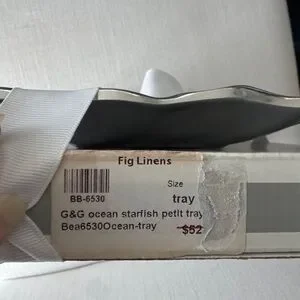 Fig Linens
Size
BB-6530
tray
G&G ocean starfish petit tray
Bea6530Ocean-tray
$52